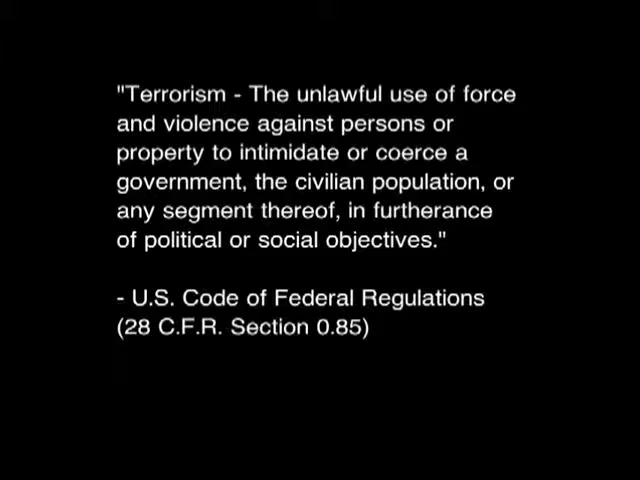 "Terrorism - The unlawful use of force
and violence against persons or
property to intimidate or coerce a
government, the civilian population, or
any segment thereof, in furtherance
of political or social objectives."
- U.S. Code of Federal Regulations
(28 C.F.R. Section 0.85)